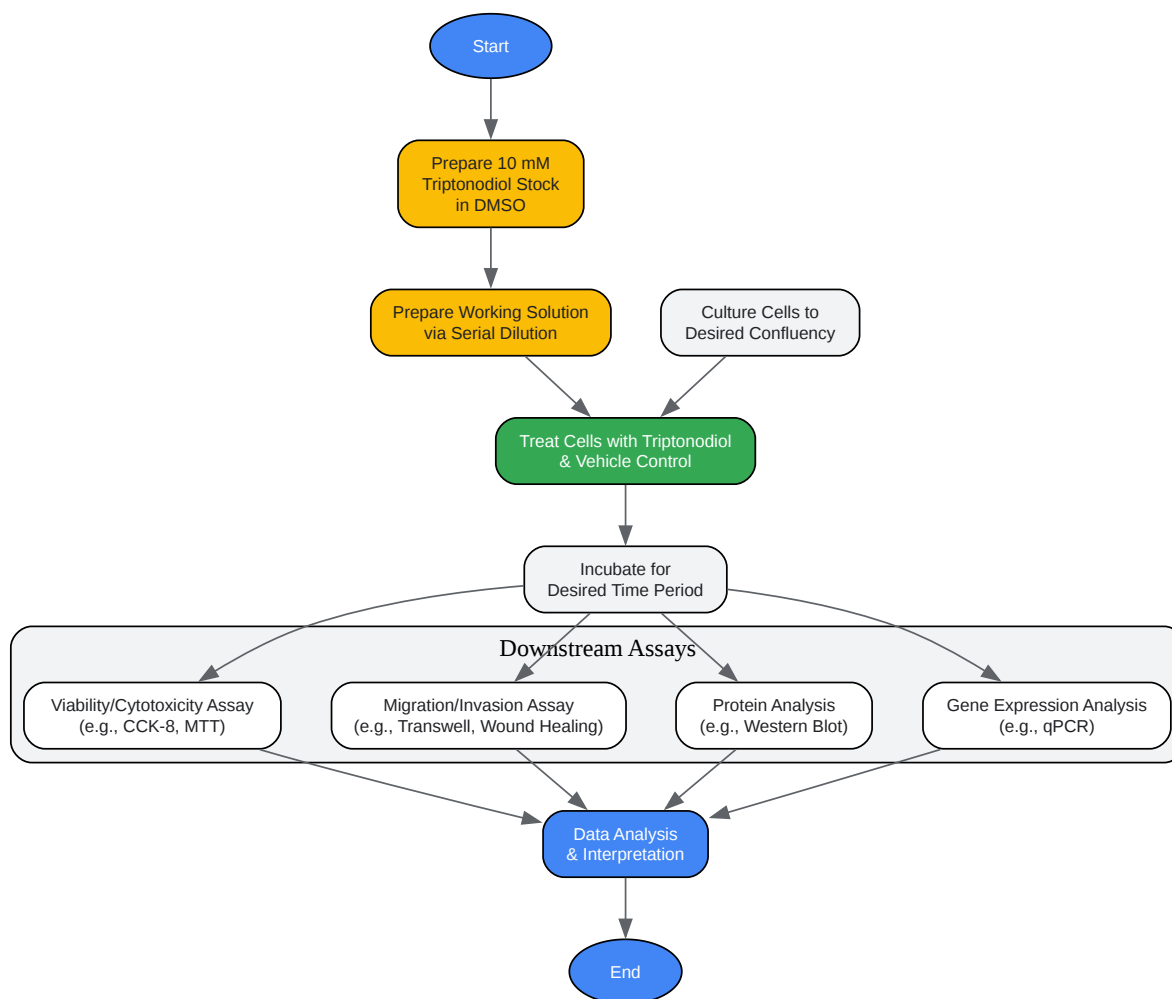 Start
Prepare 10 mM
Triptonodiol Stock
in DMSO
Prepare Working Solution
via Serial Dilution
Culture Cells to
Desired Confluency
Treat Cells with Triptonodiol
& Vehicle Control
Incubate for
Desired Time Period
Downstream Assays
Viability/Cytotoxicity Assay
(e.g., CCK-8, MTT)
Migration/Invasion Assay
(e.g., Transwell, Wound Healing)
Protein Analysis
(e.g., Western Blot)
Gene Expression Analysis
(e.g., qPCR)
Data Analysis
& Interpretation
End